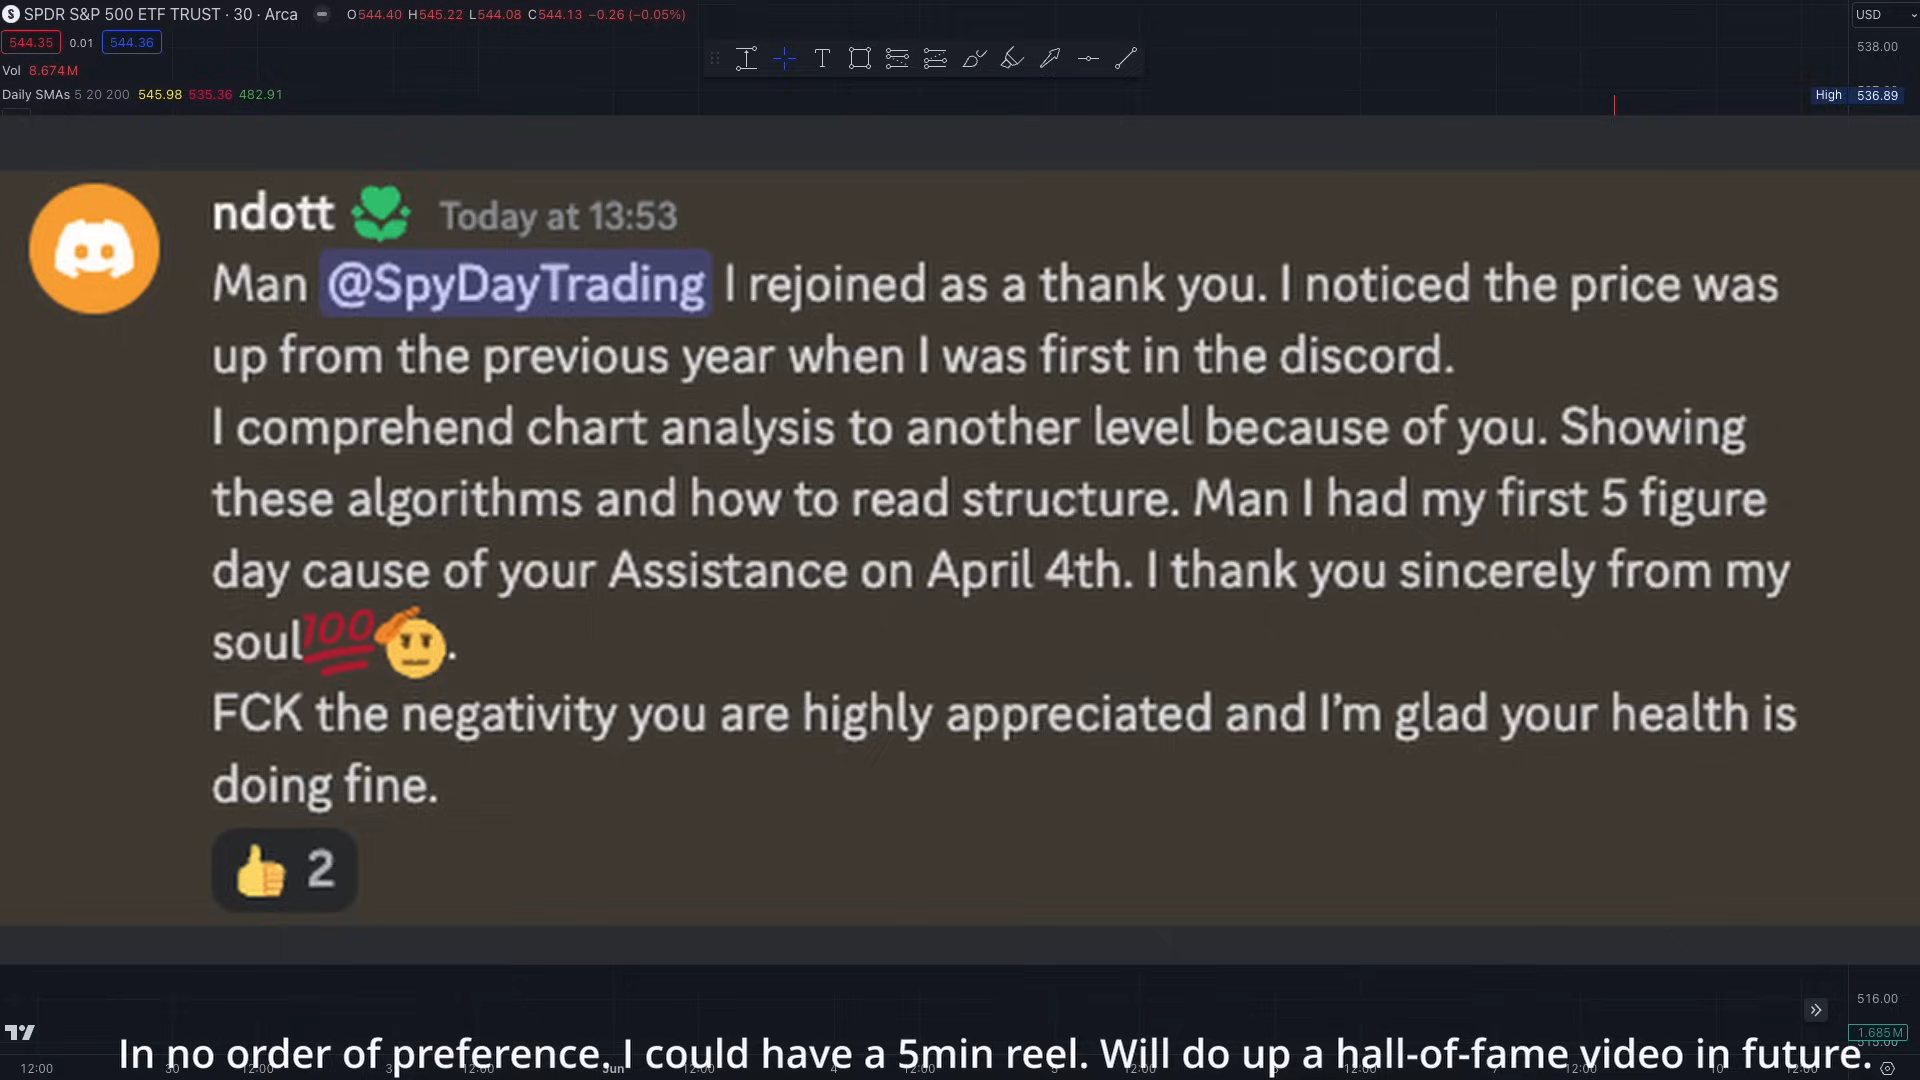 SPDR S&P 500 ETF TRUST · 30 · Arca O544.40 H545.22 L544.08 C544.13 −0.26 (−0.05%)
USD
544.35 0.01 544.36
538.00
Vol 8.674M
Daily SMAs 5 20 200 545.98 535.36 482.91
High 536.89
ndott Today at 13:53
Man @SpyDayTrading I rejoined as a thank you. I noticed the price was
up from the previous year when I was first in the discord.
I comprehend chart analysis to another level because of you. Showing
these algorithms and how to read structure. Man I had my first 5 figure
day cause of your Assistance on April 4th. I thank you sincerely from my
soul💯🫡.
FCK the negativity you are highly appreciated and I'm glad your health is
doing fine.
👍 2
516.00
1.685M
In no order of preference. I could have a 5min reel. Will do up a hall-of-fame video in future.
12:00